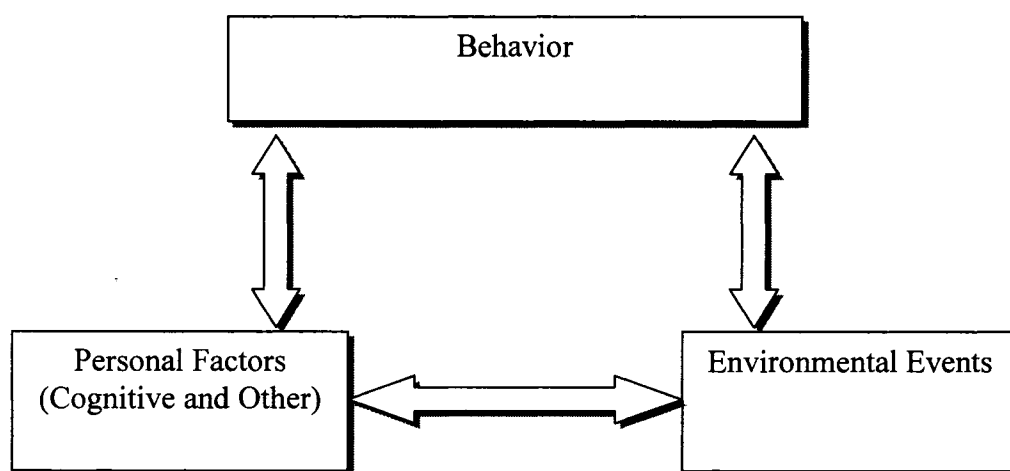 Behavior
Personal Factors
(Cognitive and Other)
Environmental Events